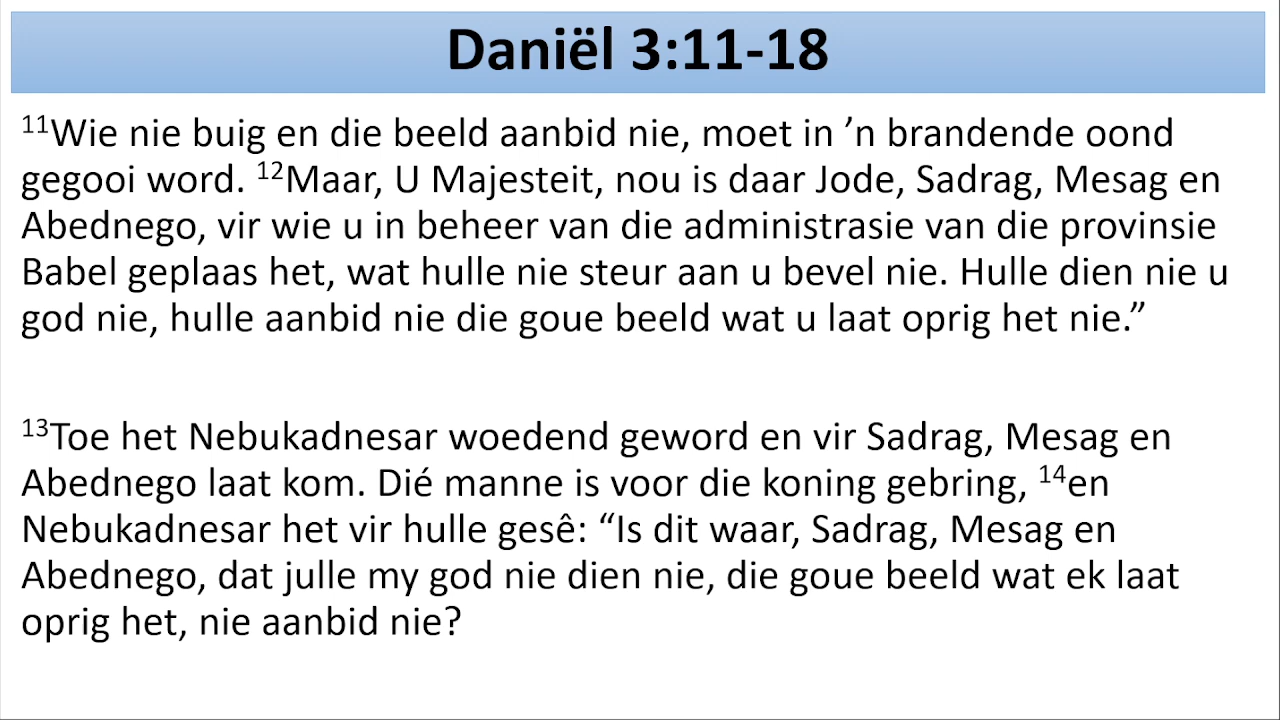 Daniël 3:11-18
¹¹Wie nie buig en die beeld aanbid nie, moet in ’n brandende oond
gegooi word. ¹²Maar, U Majesteit, nou is daar Jode, Sadrag, Mesag en
Abednego, vir wie u in beheer van die administrasie van die provinsie
Babel geplaas het, wat hulle nie steur aan u bevel nie. Hulle dien nie u
god nie, hulle aanbid nie die goue beeld wat u laat oprig het nie.”
¹³Toe het Nebukadnesar woedend geword en vir Sadrag, Mesag en
Abednego laat kom. Dié manne is voor die koning gebring, ¹⁴en
Nebukadnesar het vir hulle gesê: “Is dit waar, Sadrag, Mesag en
Abednego, dat julle my god nie dien nie, die goue beeld wat ek laat
oprig het, nie aanbid nie?